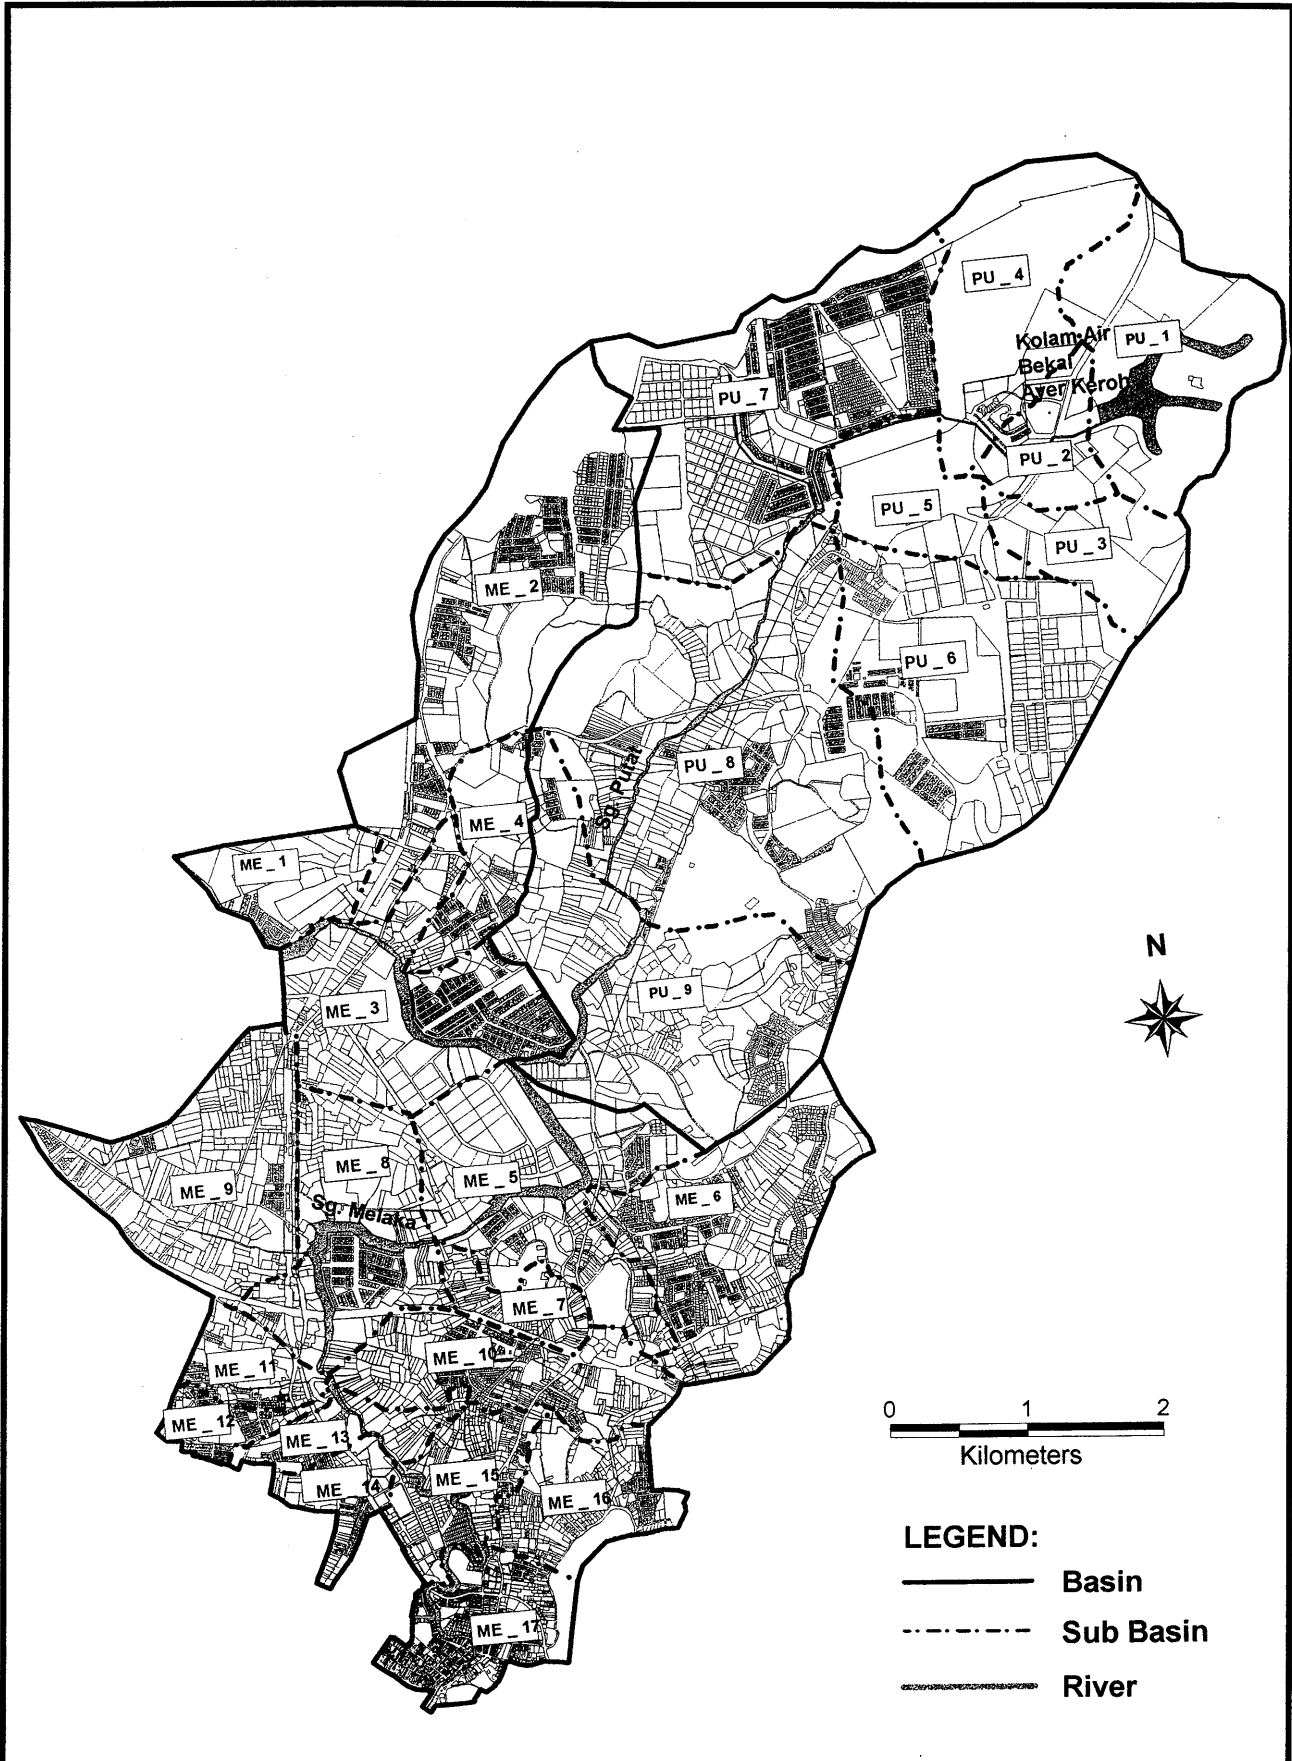 PU _ 4
Kolam Air
Bekal
Ayer Keroh
PU _ 1
PU _ 7
PU _ 2
PU _ 5
PU _ 3
ME _ 2
PU _ 6
Sg. Putat
PU _ 8
ME _ 4
ME _ 1
N
PU _ 9
ME _ 3
ME _ 8
ME _ 5
ME _ 9
ME _ 6
Sg. Melaka
ME _ 7
ME _ 10
ME _ 11
ME _ 12
ME _ 13
ME _ 14
ME _ 15
ME _ 16
ME _ 17
0 1 2
Kilometers
LEGEND:
Basin
Sub Basin
River